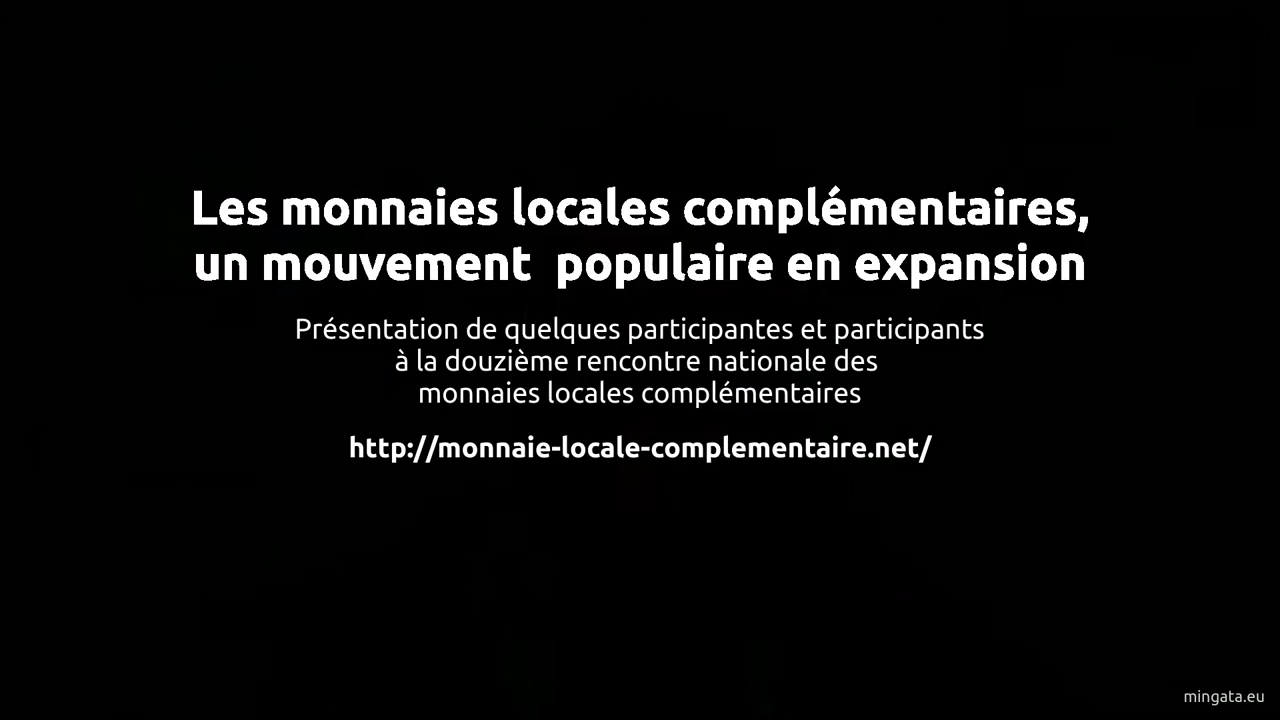 Les monnaies locales complémentaires,
un mouvement  populaire en expansion
Présentation de quelques participantes et participants
à la douzième rencontre nationale des
monnaies locales complémentaires
http://monnaie-locale-complementaire.net/
mingata.eu